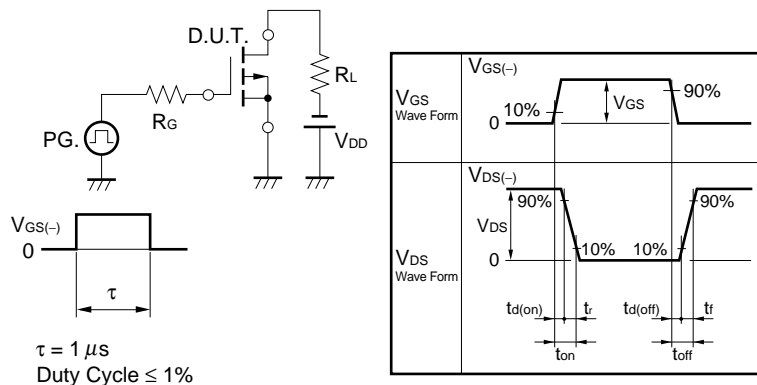 D.U.T.
RL
RG
PG.
VDD
VGS(−)
0
τ
τ = 1 μs
Duty Cycle ≤ 1%
VGS
Wave Form
VGS(−)
10%
0
VGS
90%
VDS
Wave Form
VDS(−)
90%
VDS
0
10%
10%
90%
td(on)
tr
td(off)
tf
ton
toff